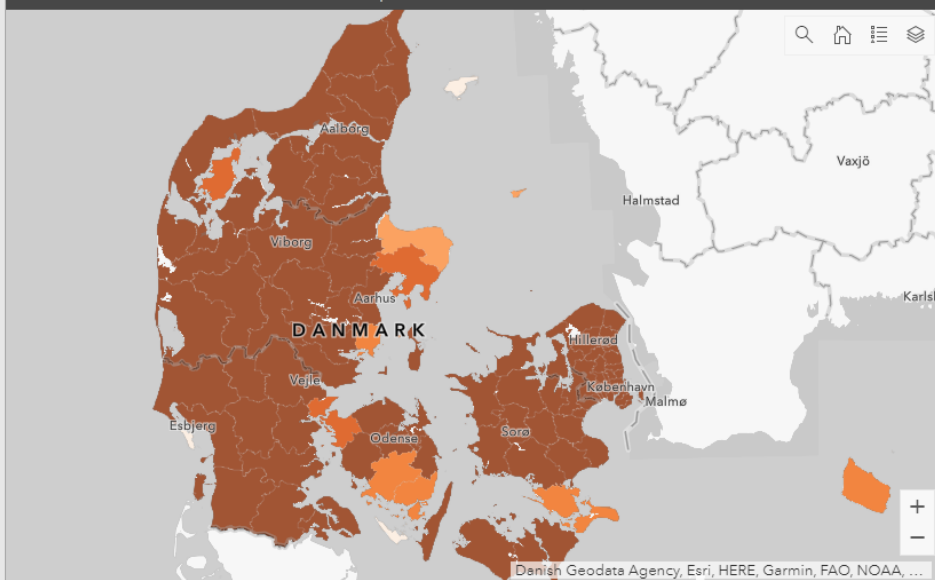 Aalborg
Vaxjö
Halmstad
Viborg
Karlsl
Aarhus
DANMARK
Hillerød
Vejle
København
Malmø
Esbjerg
Sorø
Odense
+
−
Danish Geodata Agency, Esri, HERE, Garmin, FAO, NOAA, ...